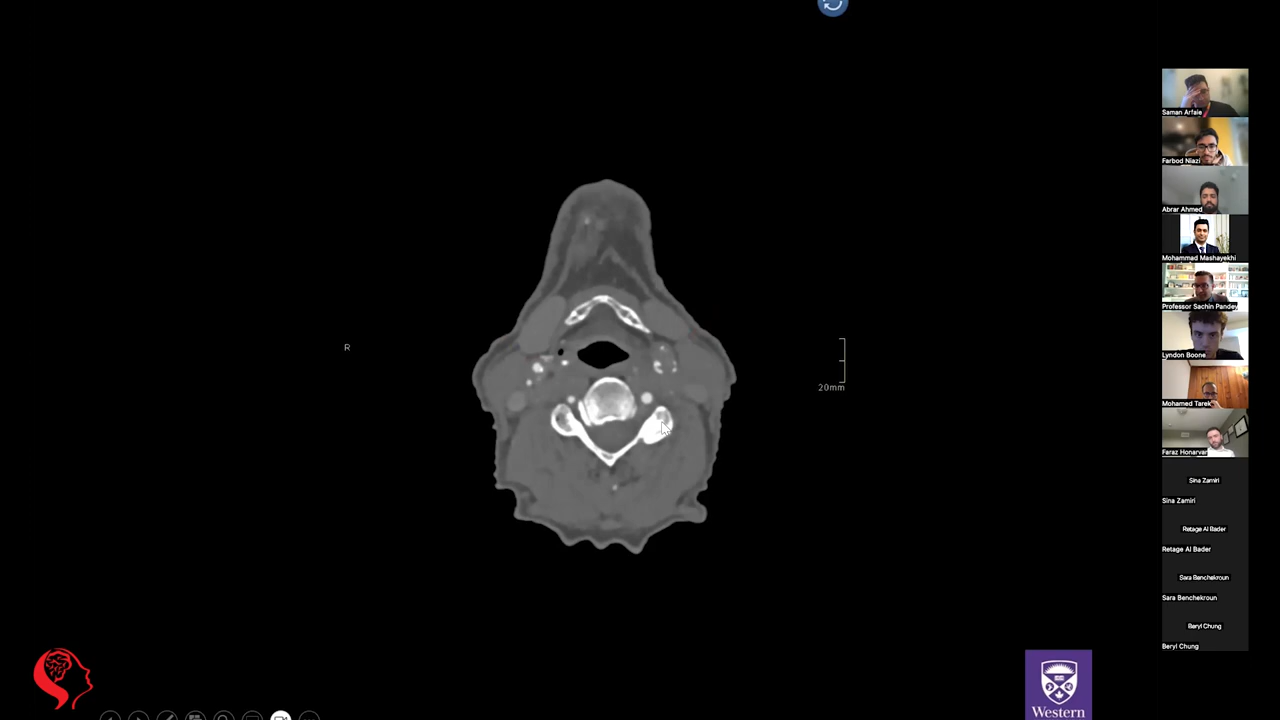 R
20mm
Saman Arfaie
Farbod Niazi
Abrar Ahmed
Mohammad Mashayekhi
Professor Sachin Pandey
Lyndon Boone
Mohamed Tarek
Faraz Honarvar
Sina Zamiri
Sina Zamiri
Retage Al Bader
Retage Al Bader
Sara Benchekroun
Sara Benchekroun
Beryl Chung
Beryl Chung
Western